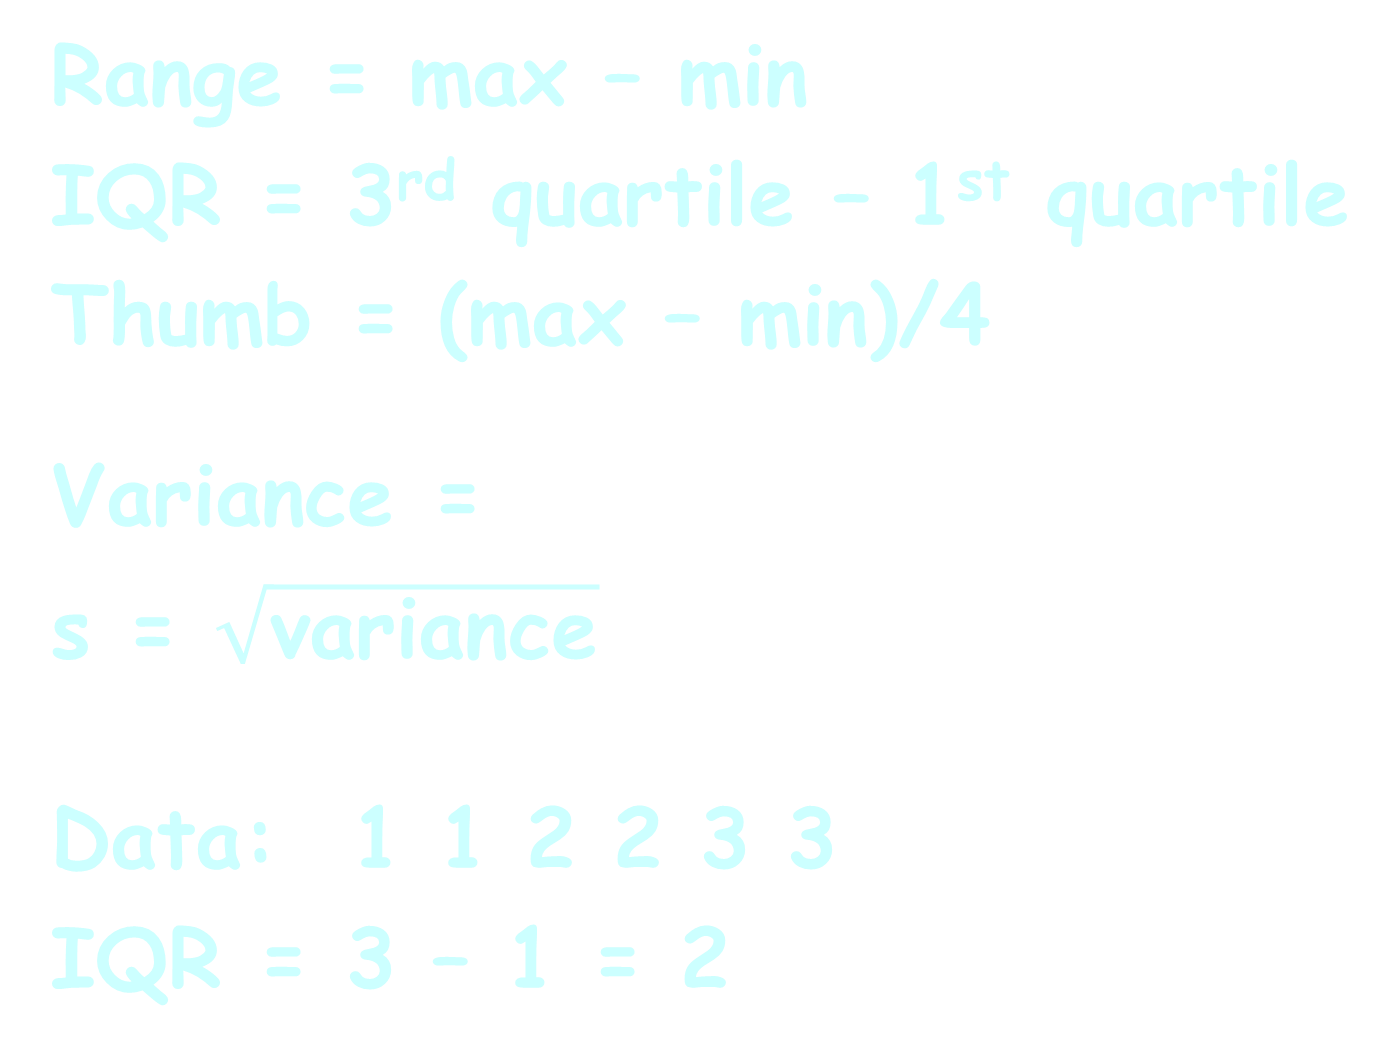 Range = max – min
IQR = 3rd quartile – 1st quartile
Thumb = (max – min)/4
Variance =
s = √variance
Data: 1 1 2 2 3 3
IQR = 3 – 1 = 2